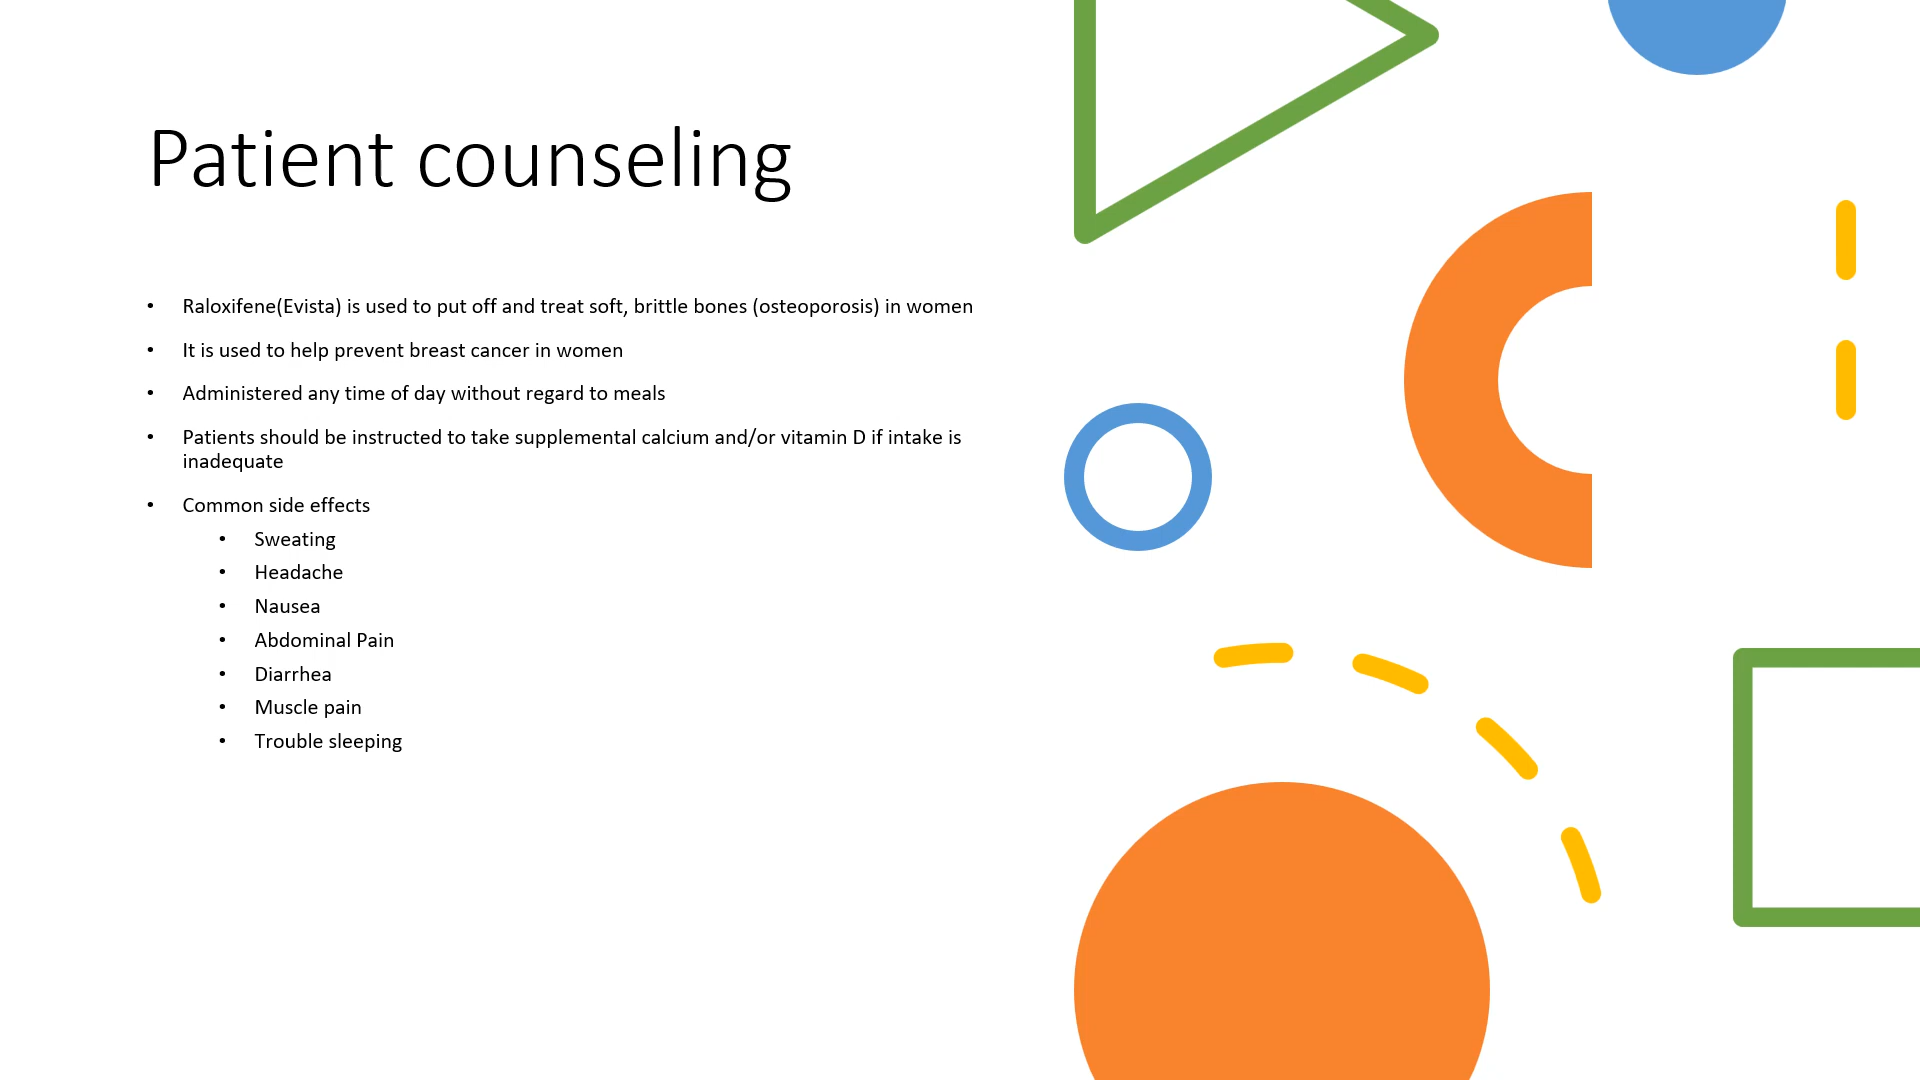 Patient counseling
• Raloxifene(Evista) is used to put off and treat soft, brittle bones (osteoporosis) in women
• It is used to help prevent breast cancer in women
• Administered any time of day without regard to meals
• Patients should be instructed to take supplemental calcium and/or vitamin D if intake is
inadequate
• Common side effects
• Sweating
• Headache
• Nausea
• Abdominal Pain
• Diarrhea
• Muscle pain
• Trouble sleeping